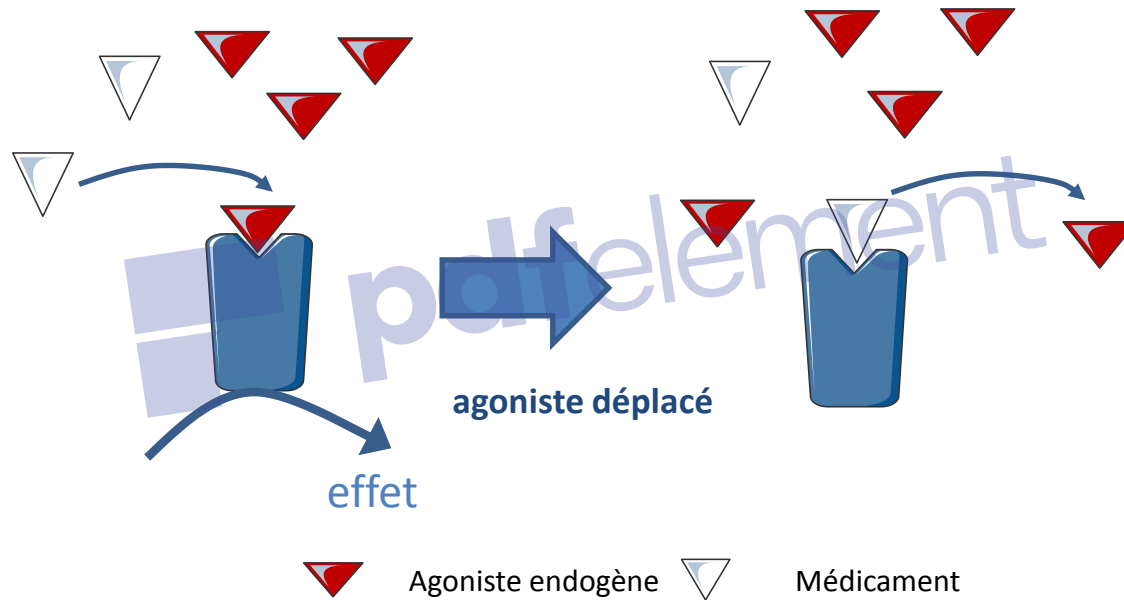 pdfelement
agoniste déplacé
effet
Agoniste endogène
Médicament